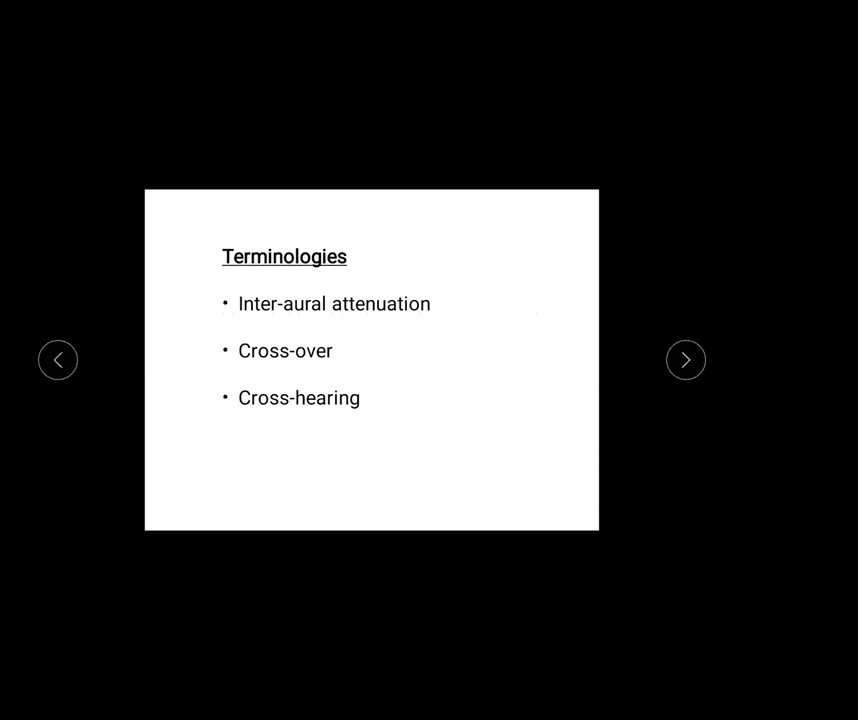 Terminologies
• Inter-aural attenuation
• Cross-over
• Cross-hearing